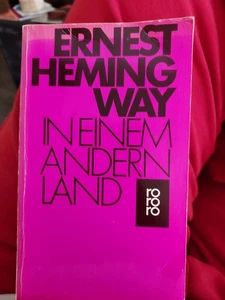 ERNEST
HEMING
WAY
IN EINEM
ANDERN
LAND
ro
ro
ro